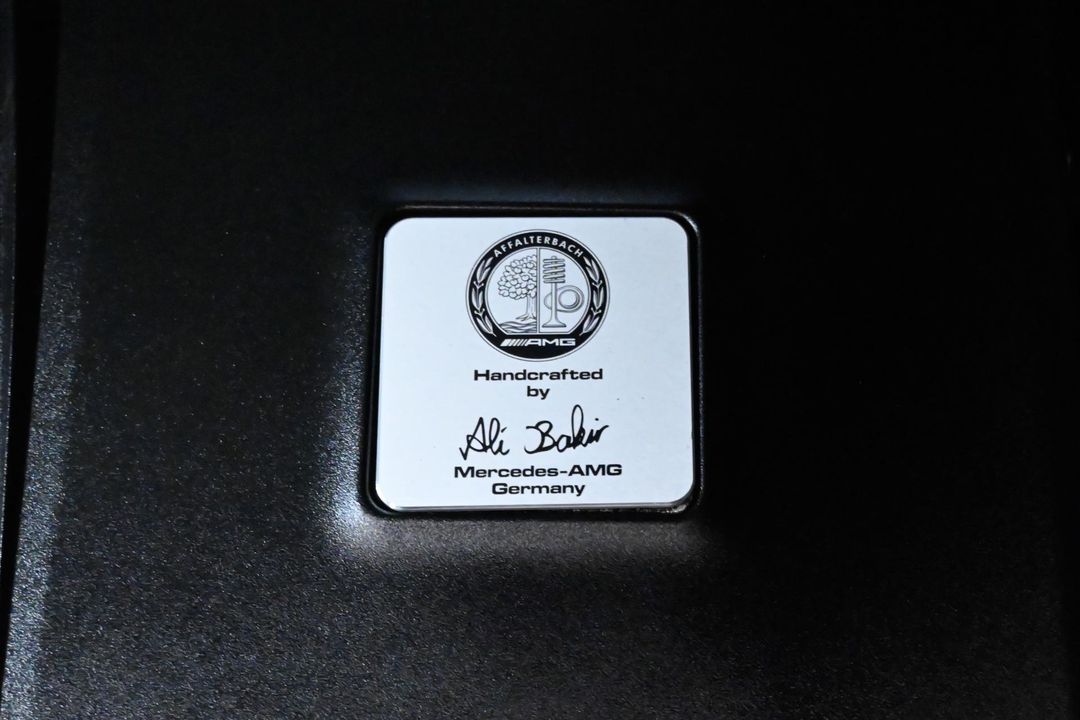 AFFALTERBACH
AMG
Handcrafted
by
Ali Bakir
Mercedes-AMG
Germany